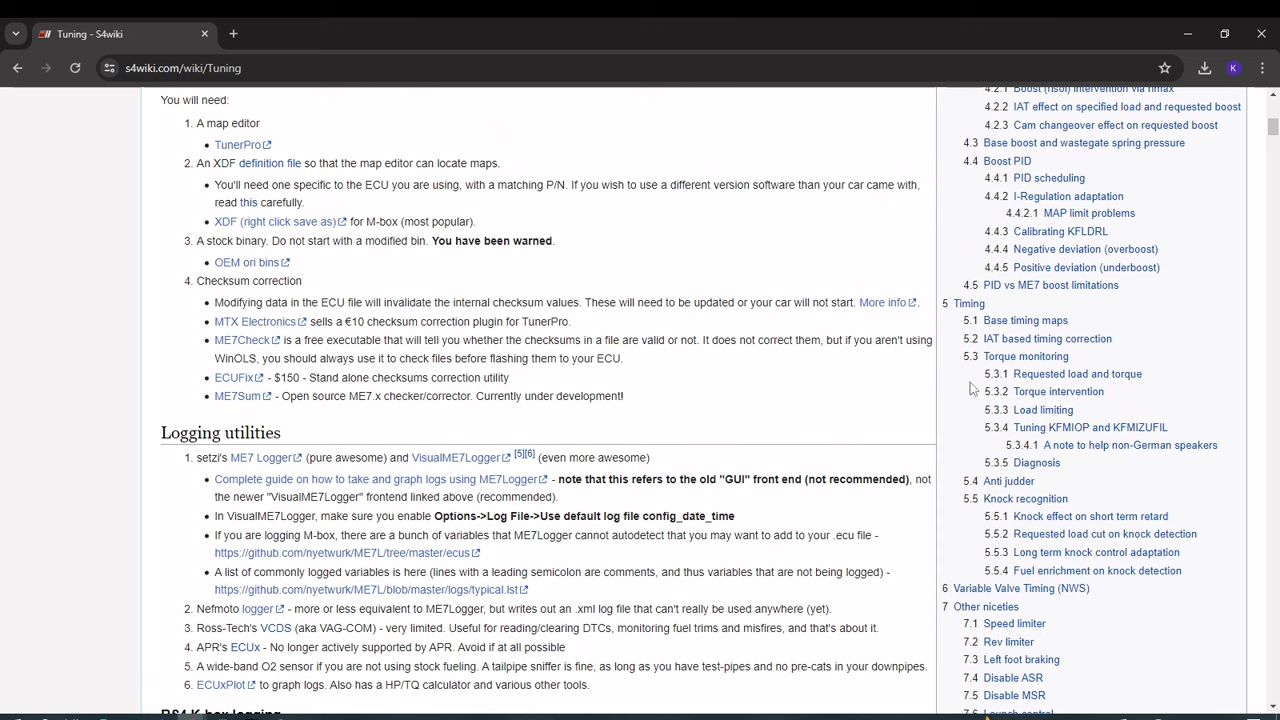 Tuning - S4wiki
s4wiki.com/wiki/Tuning
K
You will need:
1. A map editor
TunerPro
2. An XDF definition file so that the map editor can locate maps.
You'll need one specific to the ECU you are using, with a matching P/N. If you wish to use a different version software than your car came with,
read this carefully.
XDF (right click save as) for M-box (most popular).
3. A stock binary. Do not start with a modified bin. You have been warned.
OEM ori bins
4. Checksum correction
Modifying data in the ECU file will invalidate the internal checksum values. These will need to be updated or your car will not start. More info.
MTX Electronics sells a €10 checksum correction plugin for TunerPro.
ME7Check is a free executable that will tell you whether the checksums in a file are valid or not. It does not correct them, but if you aren't using
WinOLS, you should always use it to check files before flashing them to your ECU.
ECUFix - $150 - Stand alone checksums correction utility
ME7Sum - Open source ME7.x checker/corrector. Currently under development!
Logging utilities
1. setzi's ME7 Logger (pure awesome) and VisualME7Logger [5][6] (even more awesome)
Complete guide on how to take and graph logs using ME7Logger - note that this refers to the old "GUI" front end (not recommended), not
the newer "VisualME7Logger" frontend linked above (recommended).
In VisualME7Logger, make sure you enable Options->Log File->Use default log file config_date_time
If you are logging M-box, there are a bunch of variables that ME7Logger cannot autodetect that you may want to add to your .ecu file -
https://github.com/nyetwurk/ME7L/tree/master/ecus
A list of commonly logged variables is here (lines with a leading semicolon are comments, and thus variables that are not being logged) -
https://github.com/nyetwurk/ME7L/blob/master/logs/typical.lst
2. Nefmoto logger - more or less equivalent to ME7Logger, but writes out an .xml log file that can't really be used anywhere (yet).
3. Ross-Tech's VCDS (aka VAG-COM) - very limited. Useful for reading/clearing DTCs, monitoring fuel trims and misfires, and that's about it.
4. APR's ECUx - No longer actively supported by APR. Avoid if at all possible
5. A wide-band O2 sensor if you are not using stock fueling. A tailpipe sniffer is fine, as long as you have test-pipes and no pre-cats in your downpipes.
6. ECUxPlot to graph logs. Also has a HP/TQ calculator and various other tools.
RS4 K-box logging
4.2.1 Boost (rlsol) intervention via rlmax
4.2.2 IAT effect on specified load and requested boost
4.2.3 Cam changeover effect on requested boost
4.3 Base boost and wastegate spring pressure
4.4 Boost PID
4.4.1 PID scheduling
4.4.2 I-Regulation adaptation
4.4.2.1 MAP limit problems
4.4.3 Calibrating KFLDRL
4.4.4 Negative deviation (overboost)
4.4.5 Positive deviation (underboost)
4.5 PID vs ME7 boost limitations
5 Timing
5.1 Base timing maps
5.2 IAT based timing correction
5.3 Torque monitoring
5.3.1 Requested load and torque
5.3.2 Torque intervention
5.3.3 Load limiting
5.3.4 Tuning KFMIOP and KFMIZUFIL
5.3.4.1 A note to help non-German speakers
5.3.5 Diagnosis
5.4 Anti judder
5.5 Knock recognition
5.5.1 Knock effect on short term retard
5.5.2 Requested load cut on knock detection
5.5.3 Long term knock control adaptation
5.5.4 Fuel enrichment on knock detection
6 Variable Valve Timing (NWS)
7 Other niceties
7.1 Speed limiter
7.2 Rev limiter
7.3 Left foot braking
7.4 Disable ASR
7.5 Disable MSR
7.6 Launch control